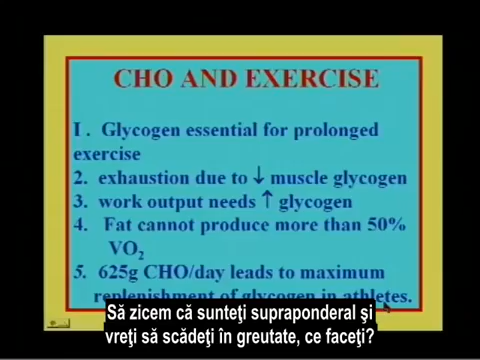 CHO AND EXERCISE
1. Glycogen essential for prolonged
exercise
2. exhaustion due to ↓ muscle glycogen
3. work output needs ↑ glycogen
4. Fat cannot produce more than 50%
VO2
5. 625g CHO/day leads to maximum
replenishment of glycogen in athletes.
Să zicem că sunteţi supraponderal şi
vreţi să scădeţi în greutate, ce faceţi?